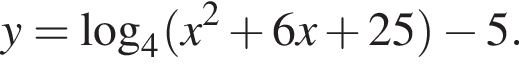 y = log₄(x² + 6x + 25) − 5.